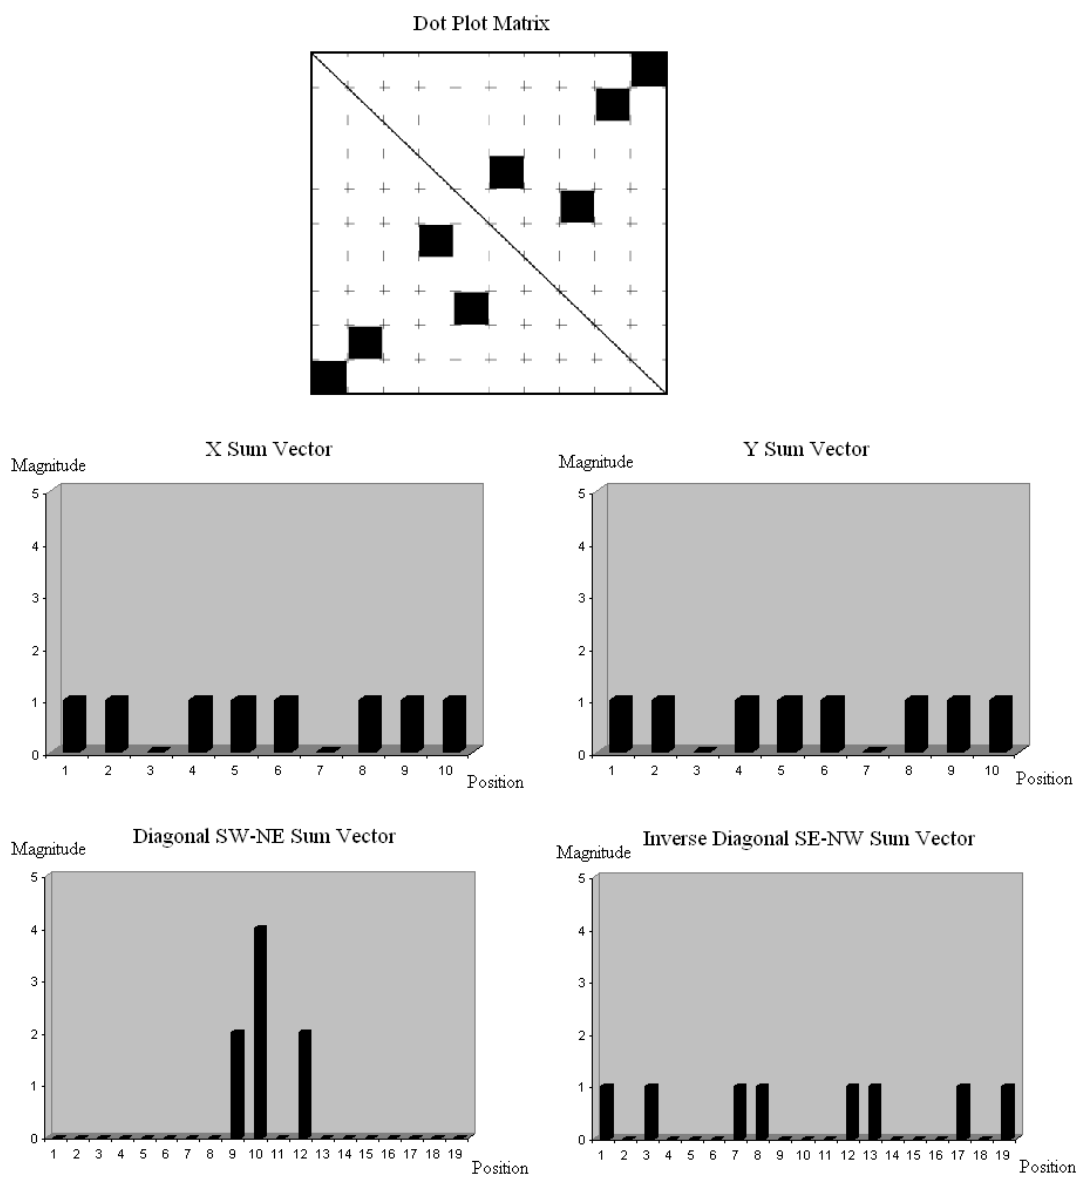 Dot Plot Matrix
X Sum Vector
Magnitude
5
4
3
2
1
0
1 2 3 4 5 6 7 8 9 10
Position
Y Sum Vector
Magnitude
5
4
3
2
1
0
1 2 3 4 5 6 7 8 9 10
Position
Diagonal SW-NE Sum Vector
Magnitude
5
4
3
2
1
0
1 2 3 4 5 6 7 8 9 10 11 12 13 14 15 16 17 18 19
Position
Inverse Diagonal SE-NW Sum Vector
Magnitude
5
4
3
2
1
0
1 2 3 4 5 6 7 8 9 10 11 12 13 14 15 16 17 18 19
Position